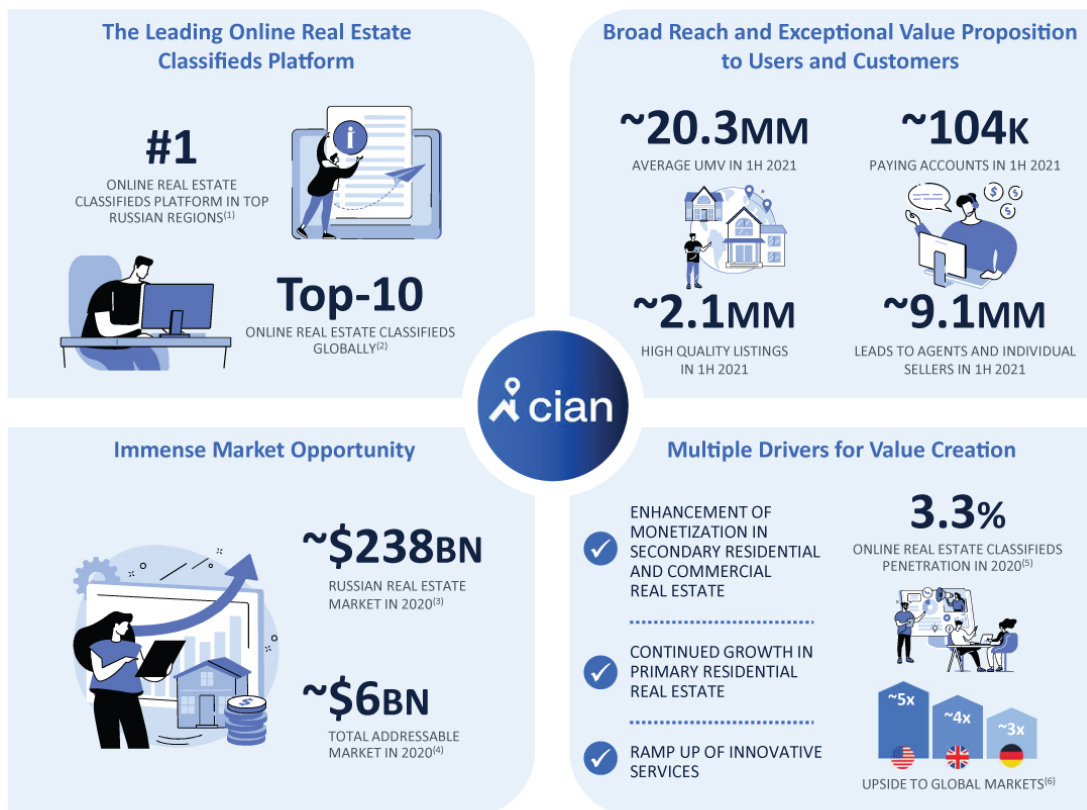 The Leading Online Real Estate
Classifieds Platform
#1
ONLINE REAL ESTATE
CLASSIFIEDS PLATFORM IN TOP
RUSSIAN REGIONS(1)
i
Top-10
ONLINE REAL ESTATE CLASSIFIEDS
GLOBALLY(2)
Broad Reach and Exceptional Value Proposition
to Users and Customers
~20.3MM
AVERAGE UMV IN 1H 2021
~104K
PAYING ACCOUNTS IN 1H 2021
$
$
$
~2.1MM
HIGH QUALITY LISTINGS
IN 1H 2021
~9.1MM
LEADS TO AGENTS AND INDIVIDUAL
SELLERS IN 1H 2021
cian
Immense Market Opportunity
~$238BN
RUSSIAN REAL ESTATE
MARKET IN 2020(3)
$
~$6BN
TOTAL ADDRESSABLE
MARKET IN 2020(4)
Multiple Drivers for Value Creation
ENHANCEMENT OF
MONETIZATION IN
SECONDARY RESIDENTIAL
AND COMMERCIAL
REAL ESTATE
CONTINUED GROWTH IN
PRIMARY RESIDENTIAL
REAL ESTATE
RAMP UP OF INNOVATIVE
SERVICES
3.3%
ONLINE REAL ESTATE CLASSIFIEDS
PENETRATION IN 2020(5)
~5x
~4x
~3x
UPSIDE TO GLOBAL MARKETS(6)